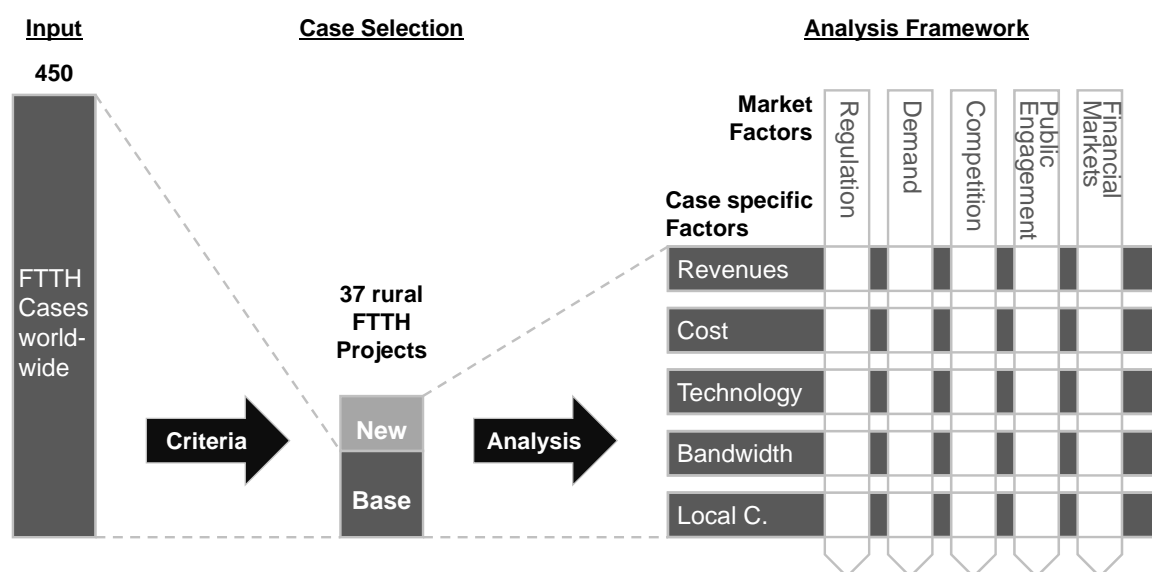 Input
Case Selection
Analysis Framework
450
Market
Factors
Regulation
Demand
Competition
Public
Engagement
Financial
Markets
Case specific
Factors
FTTH
Cases
world-
wide
37 rural
FTTH
Projects
New
Base
Criteria
Analysis
Revenues
Cost
Technology
Bandwidth
Local C.